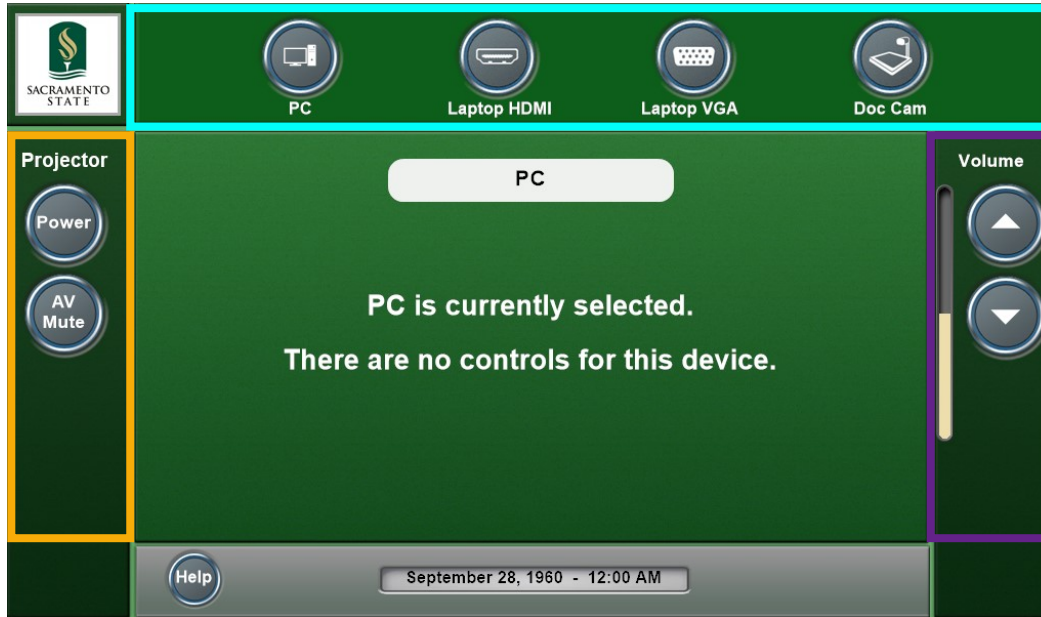 SACRAMENTO
STATE
PC
Laptop HDMI
Laptop VGA
Doc Cam
Projector
Power
AV
Mute
PC
PC is currently selected.
There are no controls for this device.
Volume
Help
September 28, 1960 - 12:00 AM